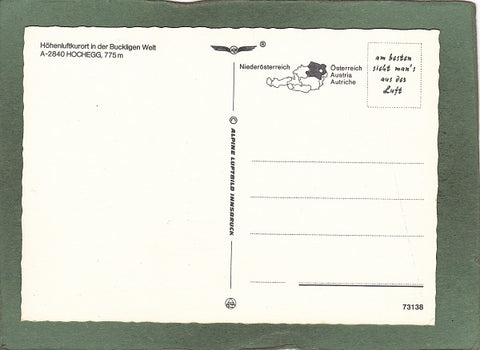 Höhenluftkurort in der Buckligen Welt
A-2840 HOCHEGG, 775 m
®
Niederösterreich
Österreich
Austria
Autriche
am besten
sieht man's
aus der
Luft
© ALPINE LUFTBILD INNSBRUCK
73138